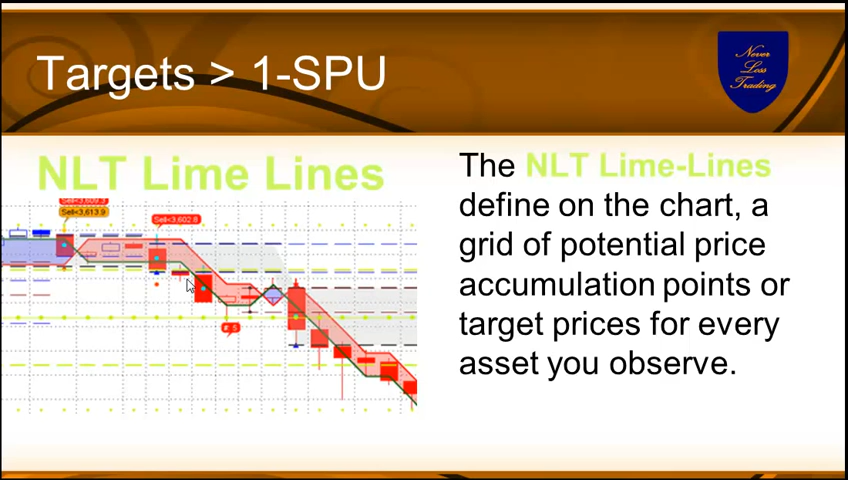 Targets > 1-SPU
Never
Loss
Trading
NLT Lime Lines
Sell<3,609.3
Sell<3,613.9
Sell<3,602.8
The NLT Lime-Lines
define on the chart, a
grid of potential price
accumulation points or
target prices for every
asset you observe.